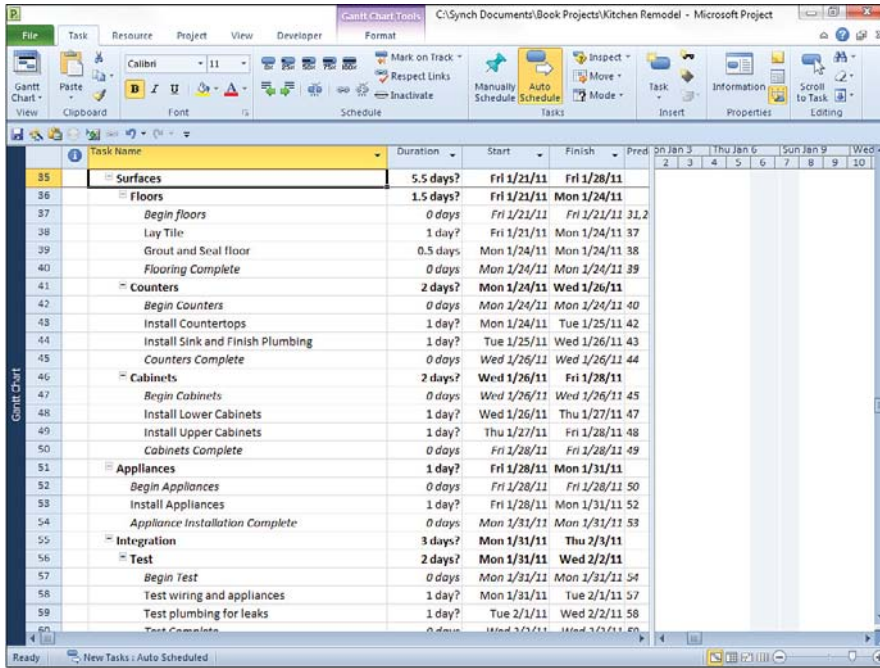 Gantt Chart Tools
C:\Synch Documents\Book Projects\Kitchen Remodel - Microsoft Project
File Task Resource Project View Developer Format
Gantt Chart
Paste
Calibri 11
B I U A
Mark on Track
Respect Links
Inactivate
Manually Schedule
Auto Schedule
Inspect
Move
Mode
Task
Information
Scroll to Task
View Clipboard Font Schedule Tasks Insert Properties Editing
Task Name Duration Start Finish Pred
Jan 3 Thu Jan 6 Sun Jan 9 Wed
2 3 4 5 6 7 8 9 10
35 Surfaces 5.5 days? Fri 1/21/11 Fri 1/28/11
36 Floors 1.5 days? Fri 1/21/11 Mon 1/24/11
37 Begin floors 0 days Fri 1/21/11 Fri 1/21/11 31,2
38 Lay Tile 1 day? Fri 1/21/11 Mon 1/24/11 37
39 Grout and Seal floor 0.5 days Mon 1/24/11 Mon 1/24/11 38
40 Flooring Complete 0 days Mon 1/24/11 Mon 1/24/11 39
41 Counters 2 days? Mon 1/24/11 Wed 1/26/11
42 Begin Counters 0 days Mon 1/24/11 Mon 1/24/11 40
43 Install Countertops 1 day? Mon 1/24/11 Tue 1/25/11 42
44 Install Sink and Finish Plumbing 1 day? Tue 1/25/11 Wed 1/26/11 43
45 Counters Complete 0 days Wed 1/26/11 Wed 1/26/11 44
46 Cabinets 2 days? Wed 1/26/11 Fri 1/28/11
47 Begin Cabinets 0 days Wed 1/26/11 Wed 1/26/11 45
48 Install Lower Cabinets 1 day? Wed 1/26/11 Thu 1/27/11 47
49 Install Upper Cabinets 1 day? Thu 1/27/11 Fri 1/28/11 48
50 Cabinets Complete 0 days Fri 1/28/11 Fri 1/28/11 49
51 Appliances 1 day? Fri 1/28/11 Mon 1/31/11
52 Begin Appliances 0 days Fri 1/28/11 Fri 1/28/11 50
53 Install Appliances 1 day? Fri 1/28/11 Mon 1/31/11 52
54 Appliance Installation Complete 0 days Mon 1/31/11 Mon 1/31/11 53
55 Integration 3 days? Mon 1/31/11 Thu 2/3/11
56 Test 2 days? Mon 1/31/11 Wed 2/2/11
57 Begin Test 0 days Mon 1/31/11 Mon 1/31/11 54
58 Test wiring and appliances 1 day? Mon 1/31/11 Tue 2/1/11 57
59 Test plumbing for leaks 1 day? Tue 2/1/11 Wed 2/2/11 58
60 Test Complete 0 days Wed 2/2/11 Wed 2/2/11
Gantt Chart
Ready New Tasks : Auto Scheduled